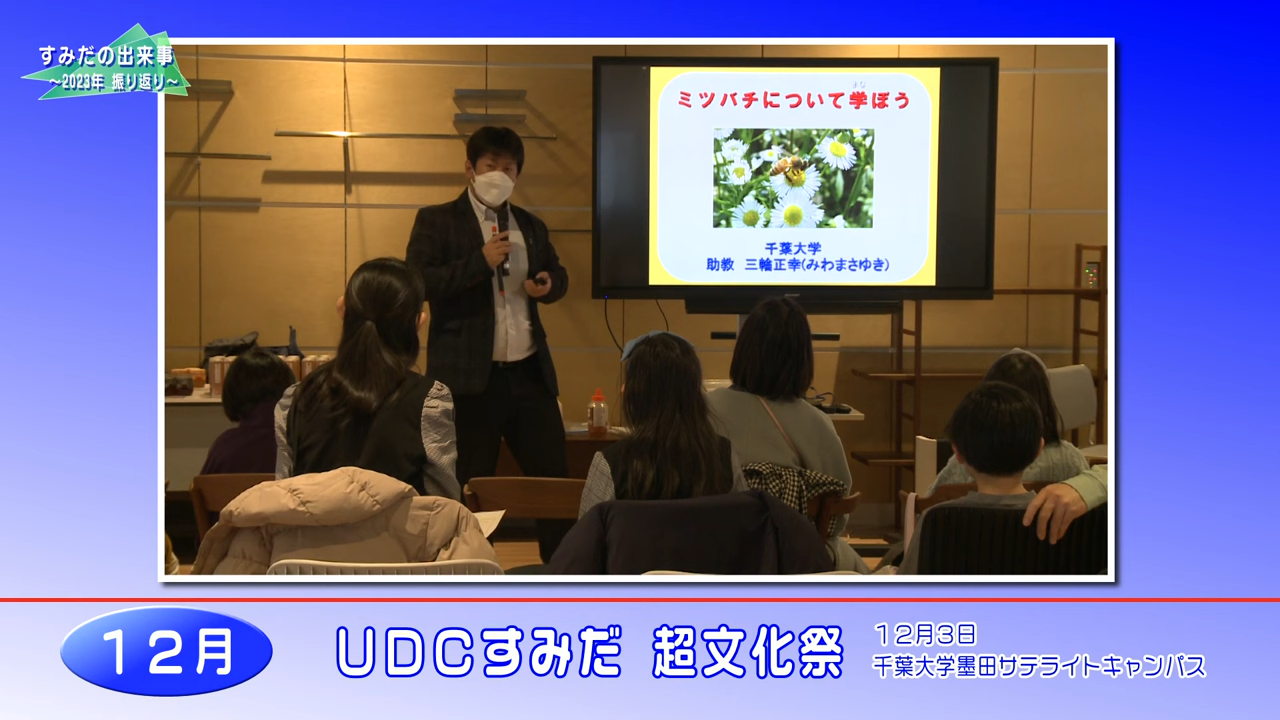 すみだの出来事
～2023年 振り返り～
まな
ミツバチについて学ぼう
千葉大学
助教 三輪正幸(みわまさゆき)
12月
UDCすみだ 超文化祭
12月3日
千葉大学墨田サテライトキャンパス